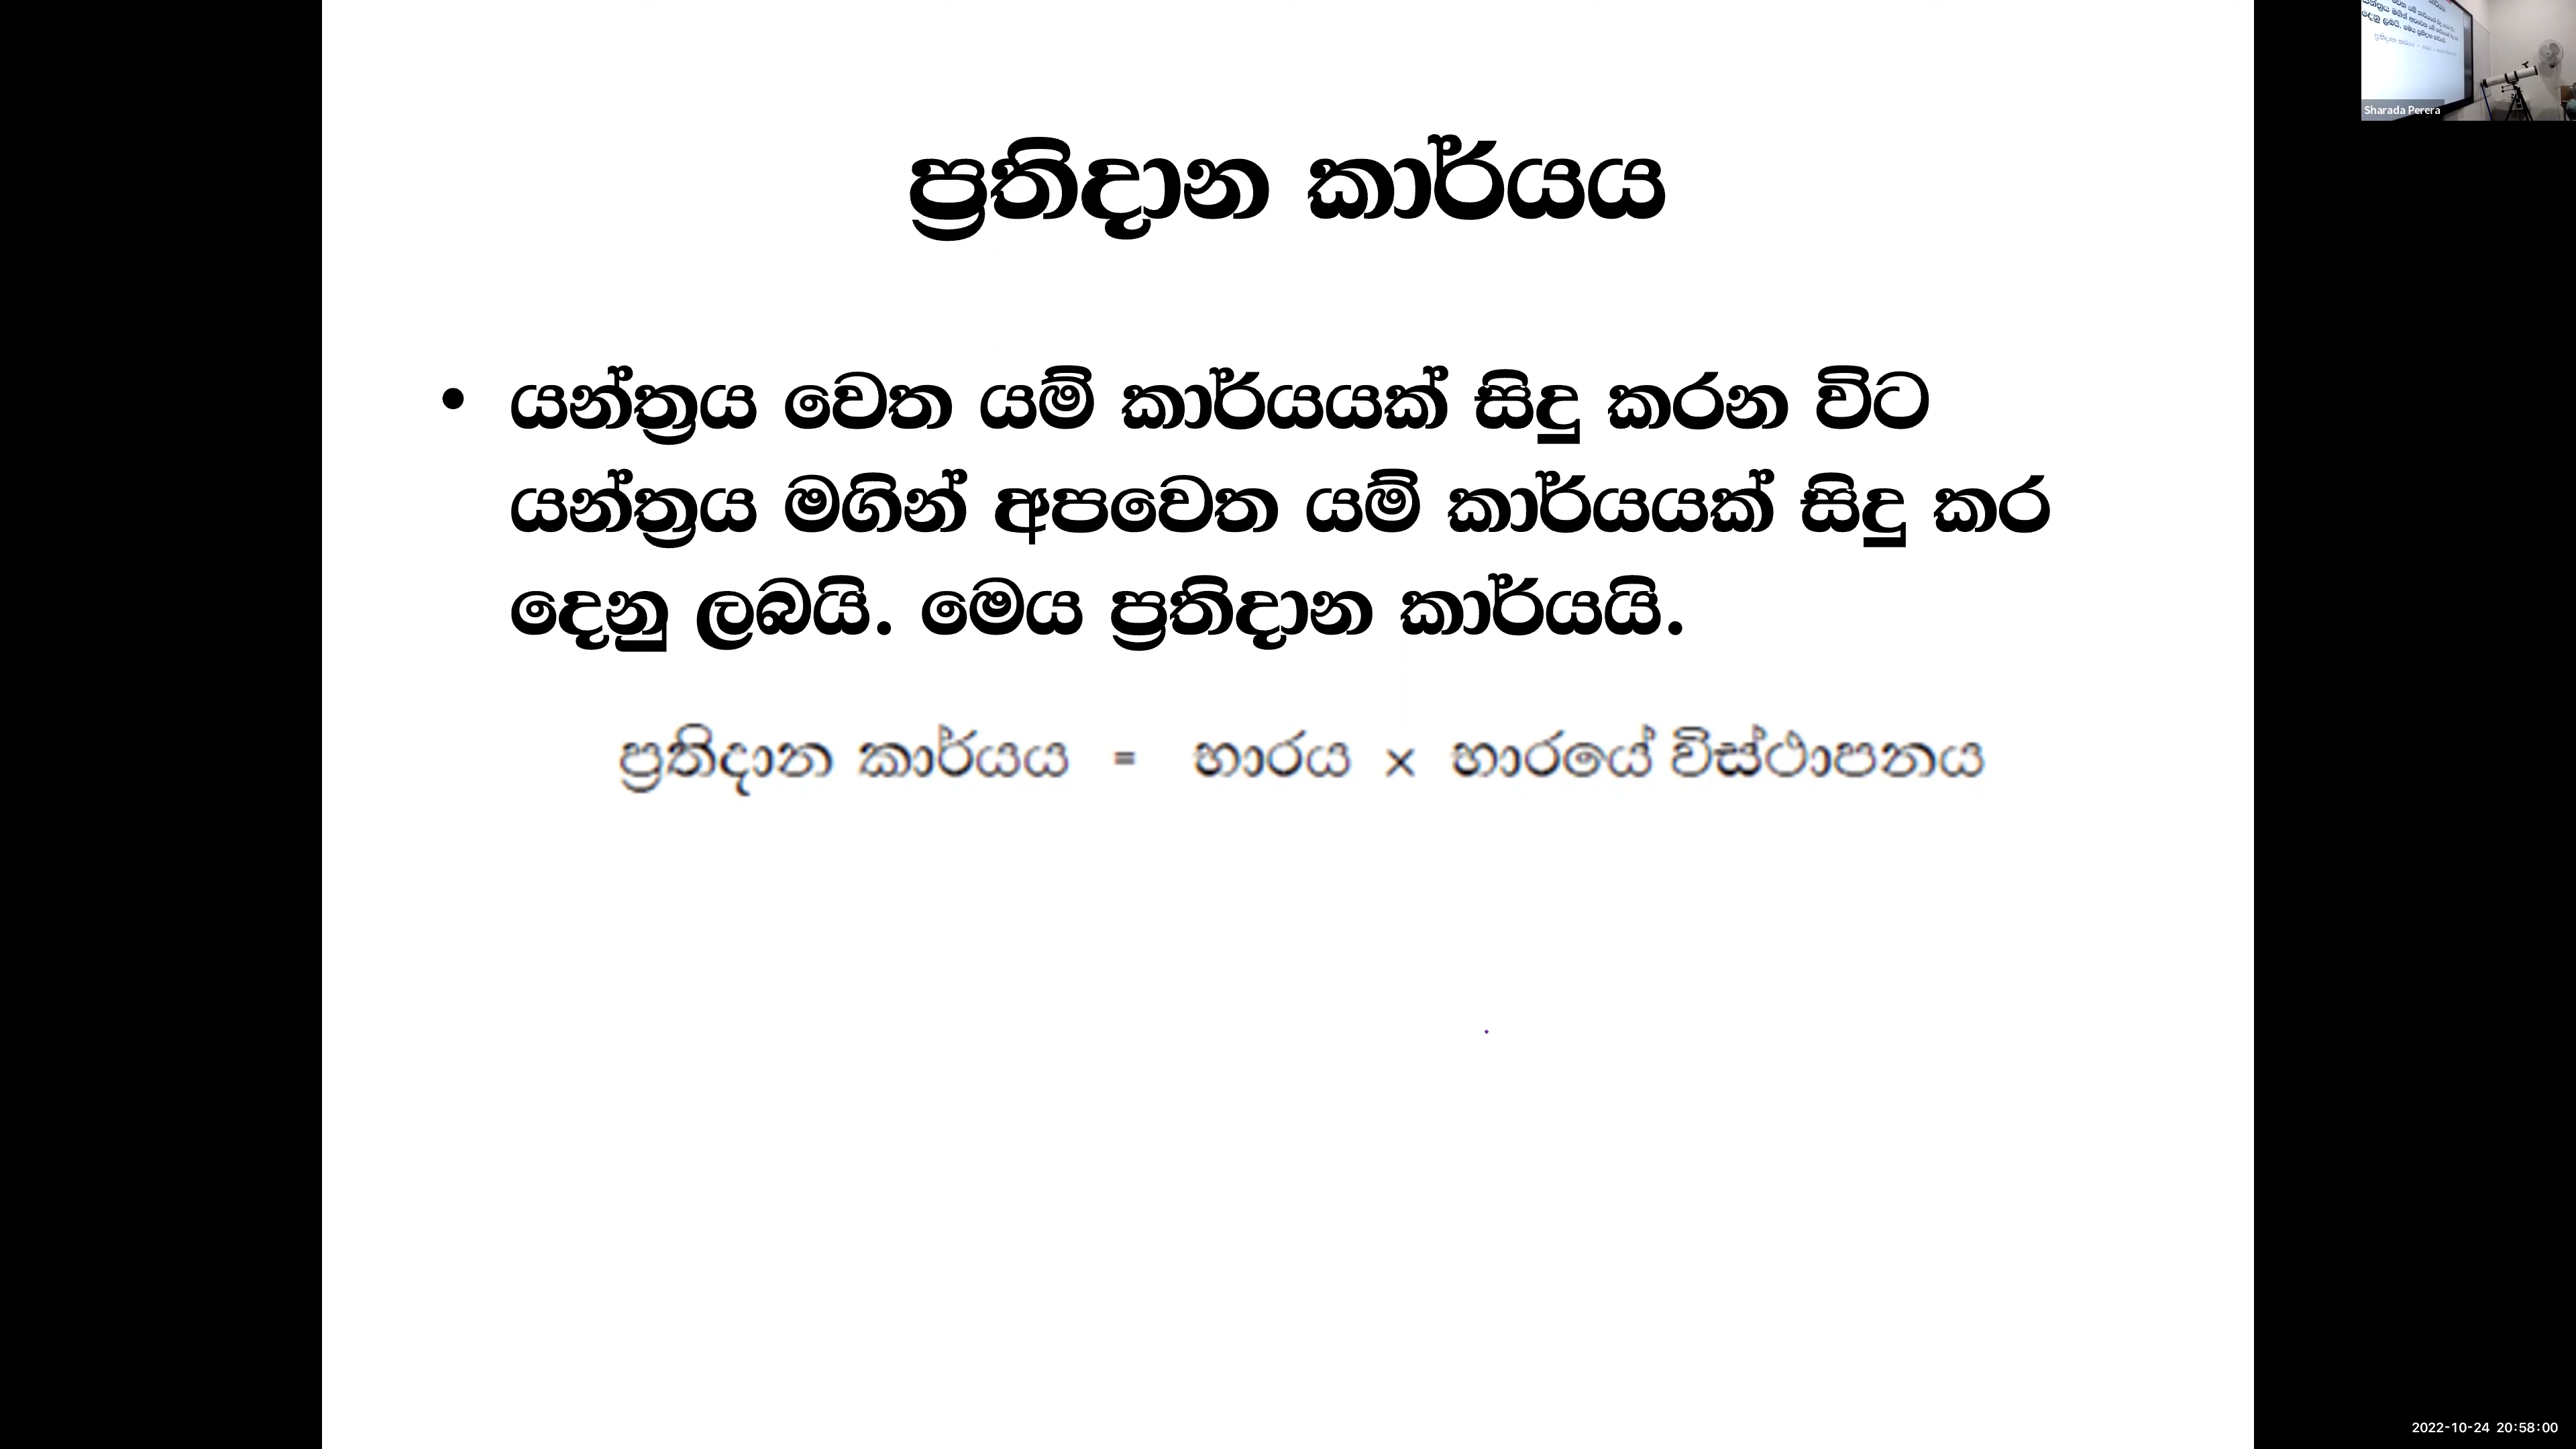 ප්‍රතිදාන කාර්යය
• යන්ත්‍රය වෙත යම් කාර්යයක් සිදු කරන විට
යන්ත්‍රය මගින් අපවෙත යම් කාර්යයක් සිදු කර
දෙනු ලබයි. මෙය ප්‍රතිදාන කාර්යයි.
ප්‍රතිදාන කාර්යය = භාරය × භාරයේ විස්ථාපනය
Sharada Perera
2022-10-24 20:58:00